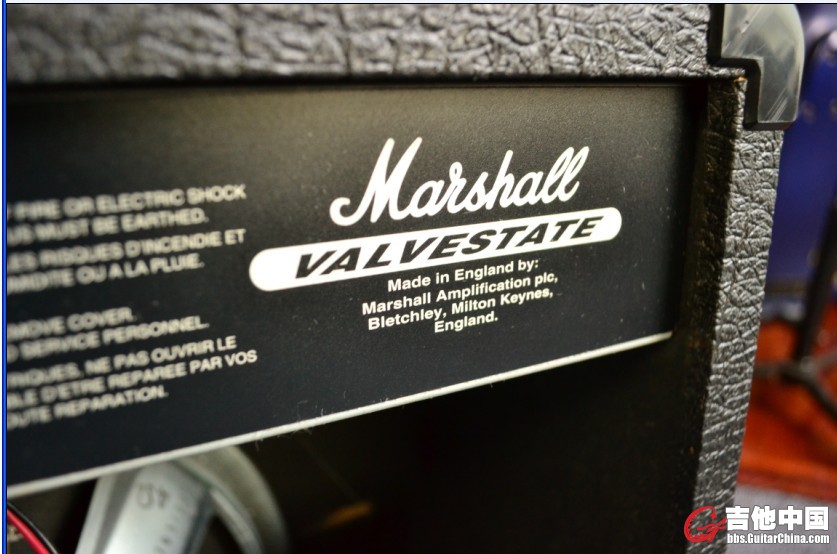 FIRE OR ELECTRIC SHOCK
MUST BE EARTHED.
RISQUES D'INCENDIE ET
OU A LA PLUIE.
COVER.
SERVICE PERSONNEL.
NE PAS OUVRIR LE
D'ETRE REPAREE PAR VOS
REPARATION.
Marshall
VALVESTATE
Made in England by:
Marshall Amplification plc,
Bletchley, Milton Keynes,
England.
吉他中国
bbs.GuitarChina.com